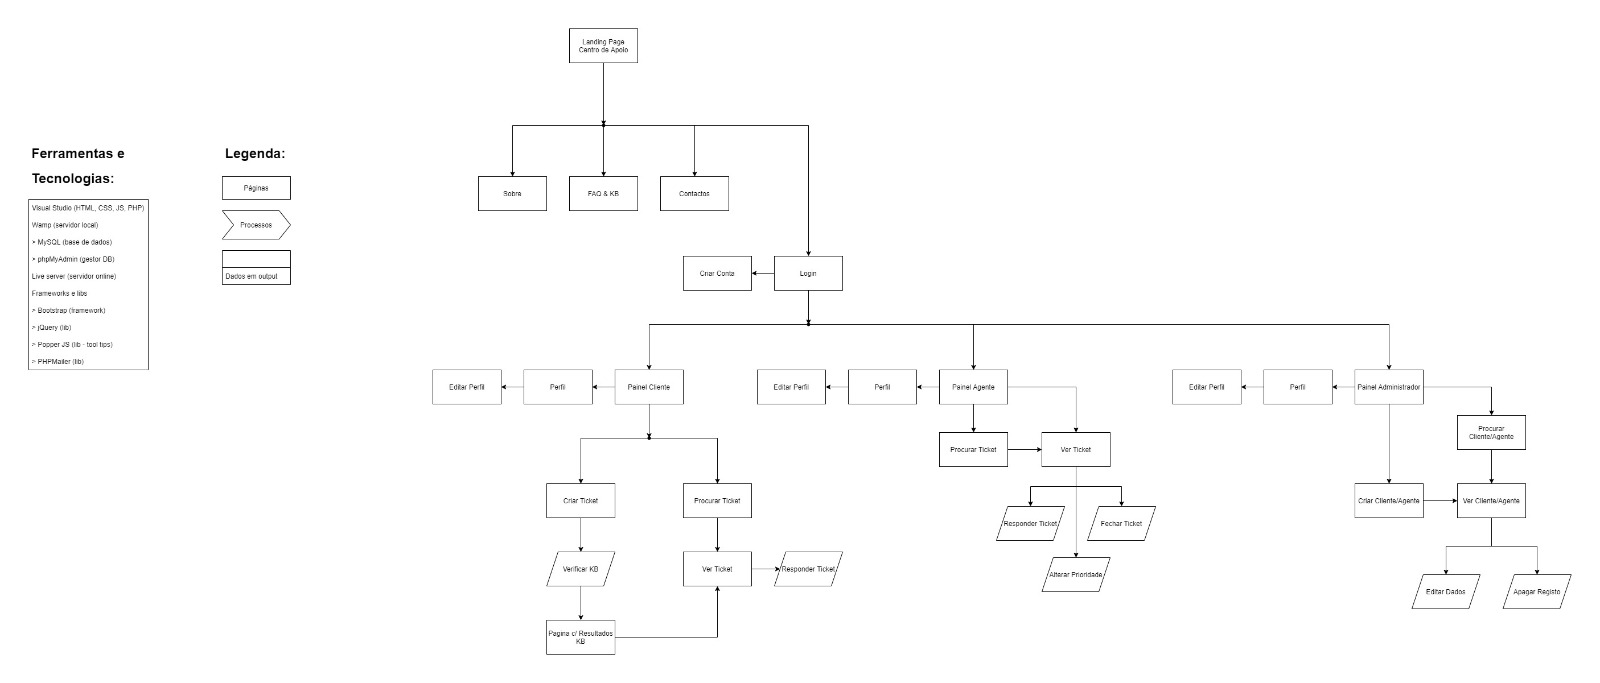 Landing Page
Centro de Apoio
Ferramentas e
Tecnologias:
Visual Studio (HTML, CSS, JS, PHP)
Wamp (servidor local)
> MySQL (base de dados)
> phpMyAdmin (gestor DB)
Live server (servidor online)
Frameworks e libs
> Bootstrap (framework)
> jQuery (lib)
> Popper JS (lib - tool tips)
> PHPMailer (lib)
Legenda:
Páginas
Processos
Dados em output
Sobre
FAQ & KB
Contactos
Criar Conta
Login
Editar Perfil
Perfil
Painel Cliente
Editar Perfil
Perfil
Painel Agente
Editar Perfil
Perfil
Painel Administrador
Criar Ticket
Procurar Ticket
Verificar KB
Ver Ticket
Responder Ticket
Pagina c/ Resultados
KB
Procurar Ticket
Ver Ticket
Responder Ticket
Fechar Ticket
Alterar Prioridade
Procurar
Cliente/Agente
Criar Cliente/Agente
Ver Cliente/Agente
Editar Dados
Apagar Registo